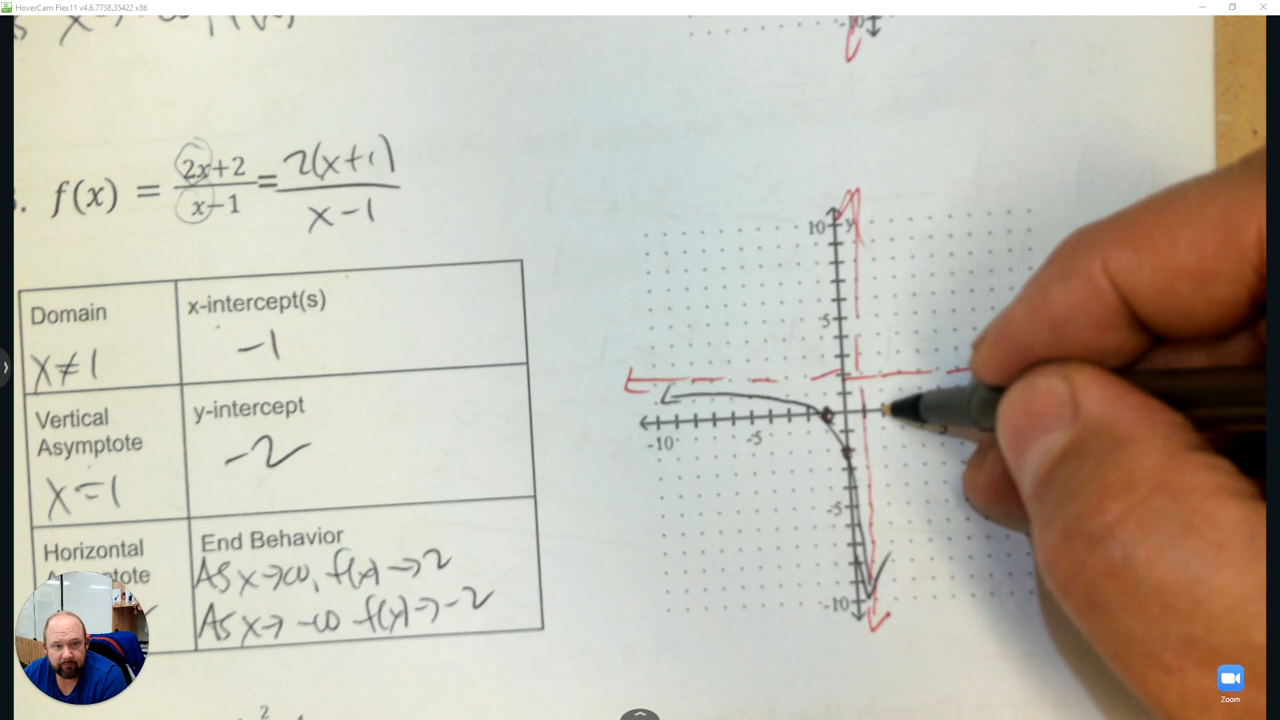 HoverCam Flex11 v4.6.7738.35422 x86
f(x) = 2x+2 / x-1 = 2(x+1) / x-1
Domain
x≠1
x-intercept(s)
-1
Vertical
Asymptote
x=1
y-intercept
-2
Horizontal
End Behavior
As x→∞, f(x)→2
As x→-∞ f(y)→-2
10 y
5
-10 -5
-5
-10
2
Zoom